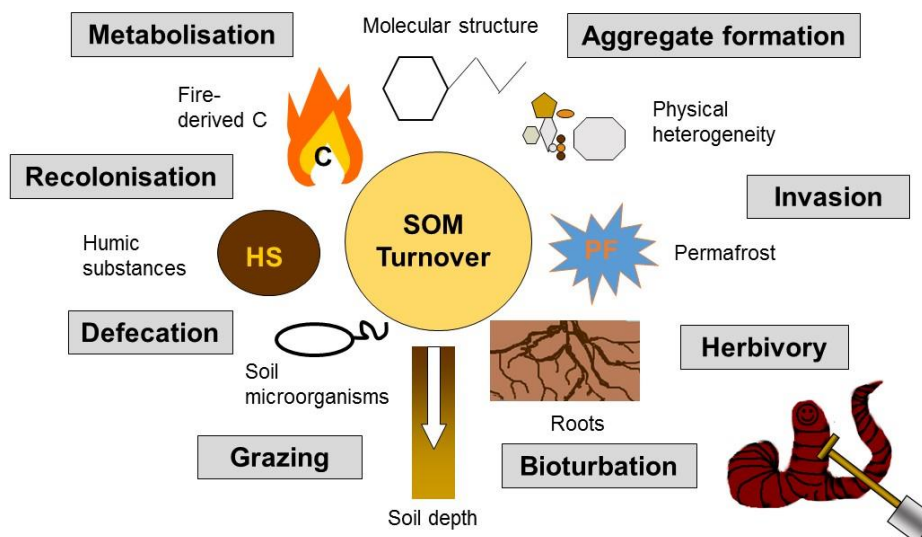 Metabolisation
Molecular structure
Aggregate formation
Fire-
derived C
C
Physical
heterogeneity
Recolonisation
SOM
Turnover
Invasion
Humic
substances
HS
PF
Permafrost
Defecation
Herbivory
Soil
microorganisms
Roots
Grazing
Bioturbation
Soil depth